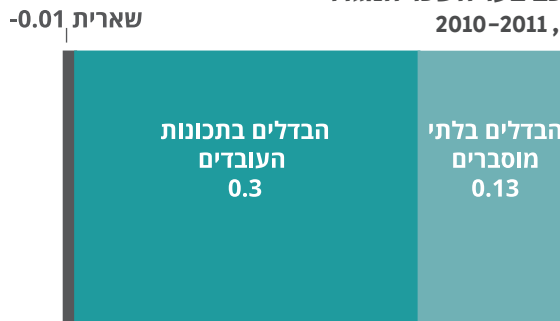 , 2010-2011
שארית 0.01-
הבדלים בתכונות
העובדים
0.3
הבדלים בלתי
מוסברים
0.13